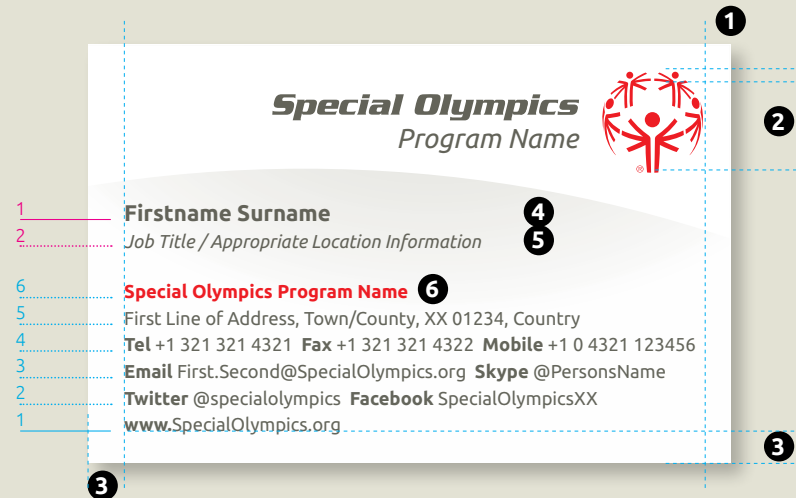 1
2
Special Olympics
Program Name
®
1 Firstname Surname 4
2 Job Title / Appropriate Location Information 5
6 Special Olympics Program Name 6
5 First Line of Address, Town/County, XX 01234, Country
4 Tel +1 321 321 4321 Fax +1 321 321 4322 Mobile +1 0 4321 123456
3 Email First.Second@SpecialOlympics.org Skype @PersonsName
2 Twitter @specialolympics Facebook SpecialOlympicsXX
1 www.SpecialOlympics.org
3
3